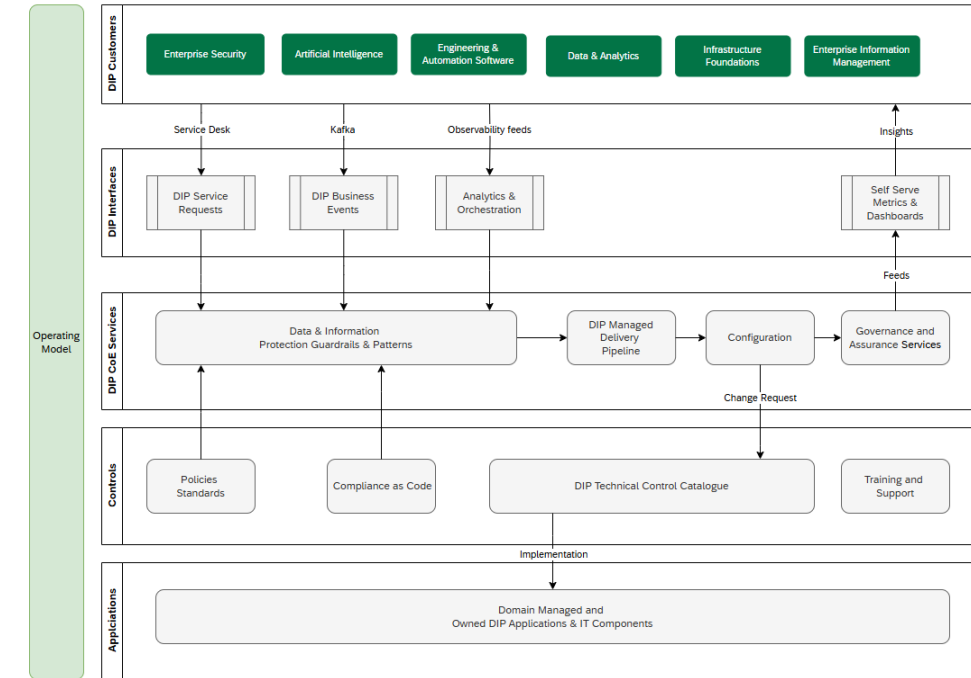 Operating
Model
DIP Customers
Enterprise Security
Artificial Intelligence
Engineering &
Automation Software
Data & Analytics
Infrastructure
Foundations
Enterprise Information
Management
Service Desk
Kafka
Observability feeds
Insights
DIP Interfaces
DIP Service
Requests
DIP Business
Events
Analytics &
Orchestration
Self Serve
Metrics &
Dashboards
Feeds
DIP CoE Services
Data & Information
Protection Guardrails & Patterns
DIP Managed
Delivery
Pipeline
Configuration
Governance and
Assurance Services
Change Request
Controls
Policies
Standards
Compliance as Code
DIP Technical Control Catalogue
Training and
Support
Implementation
Applciations
Domain Managed and
Owned DIP Applications & IT Components